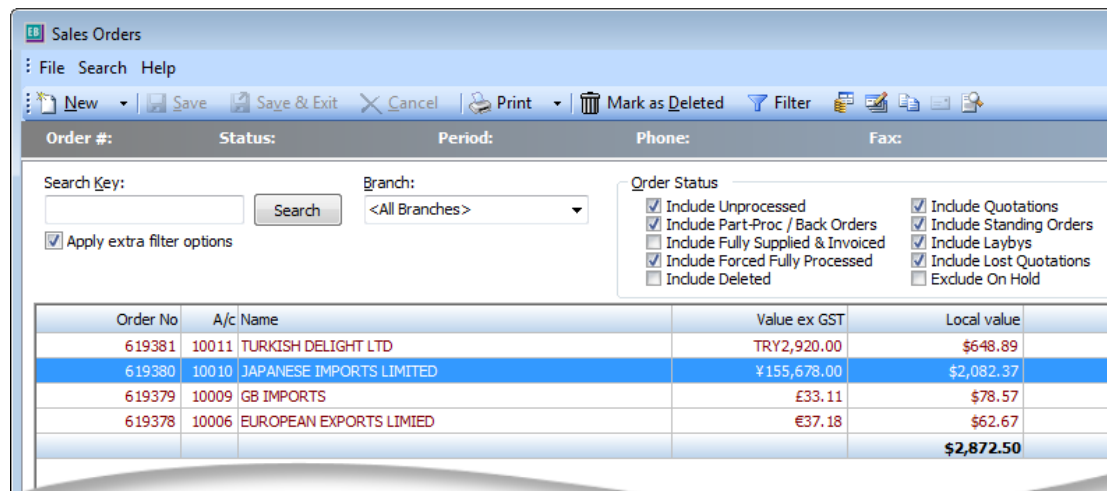 EB Sales Orders
File Search Help
New Save Save & Exit Cancel Print Mark as Deleted Filter
Order #: Status: Period: Phone: Fax:
Search Key: Branch: Order Status
Search <All Branches>
Apply extra filter options
Include Unprocessed Include Quotations
Include Part-Proc / Back Orders Include Standing Orders
Include Fully Supplied & Invoiced Include Laybys
Include Forced Fully Processed Include Lost Quotations
Include Deleted Exclude On Hold
Order No A/c Name Value ex GST Local value
619381 10011 TURKISH DELIGHT LTD TRY2,920.00 $648.89
619380 10010 JAPANESE IMPORTS LIMITED ¥155,678.00 $2,082.37
619379 10009 GB IMPORTS £33.11 $78.57
619378 10006 EUROPEAN EXPORTS LIMIED €37.18 $62.67
$2,872.50